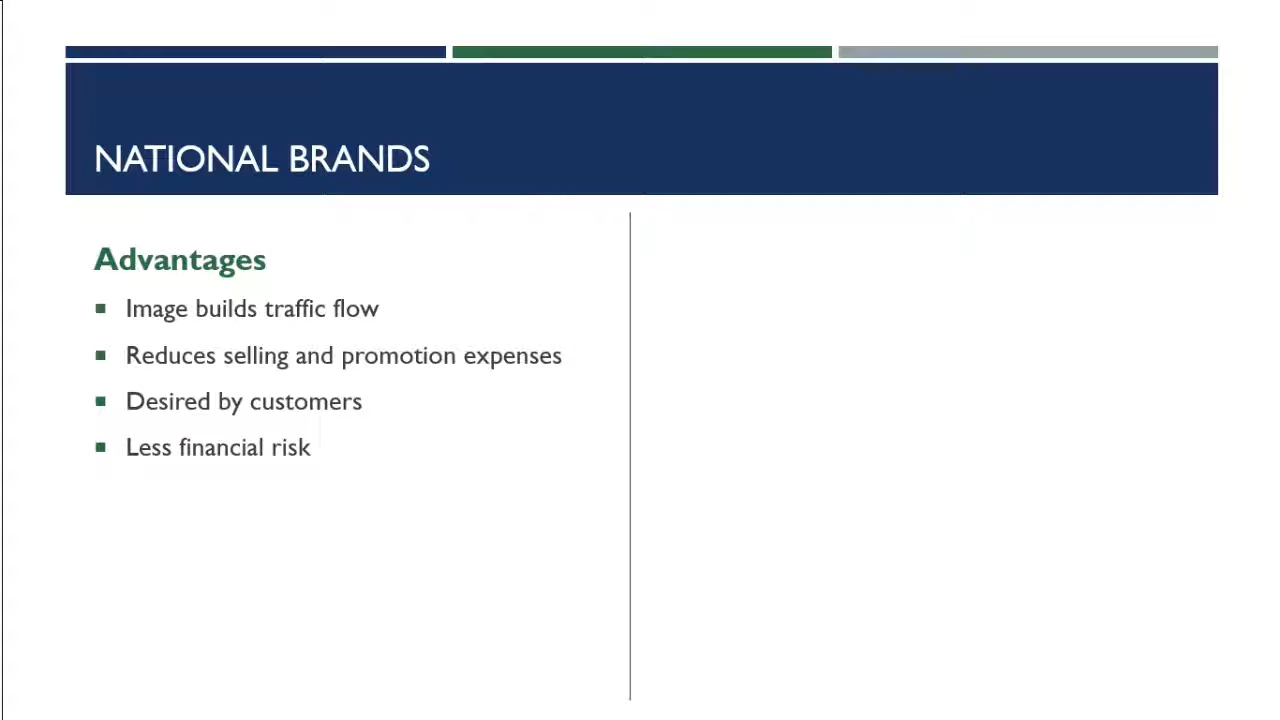 NATIONAL BRANDS
Advantages
Image builds traffic flow
Reduces selling and promotion expenses
Desired by customers
Less financial risk